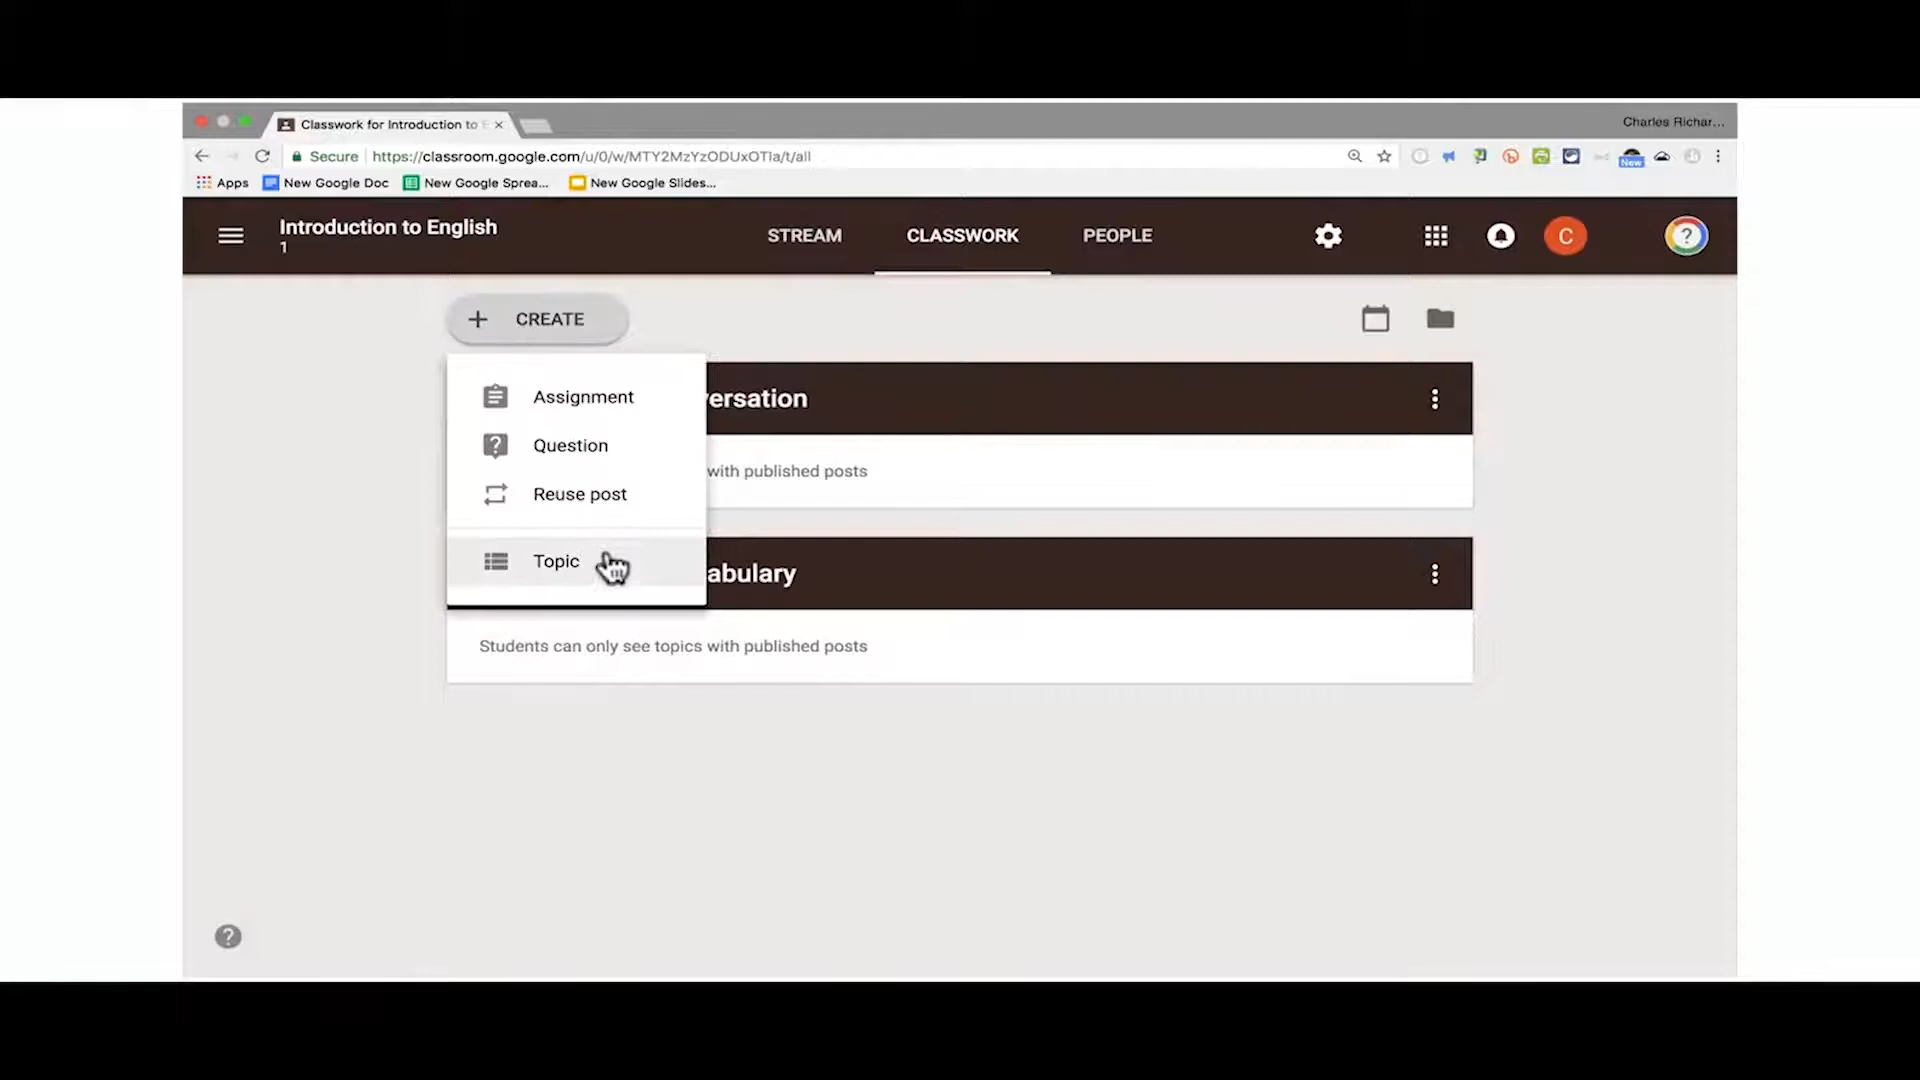 Classwork for Introduction to E
Charles Richar...
Secure https://classroom.google.com/u/0/w/MTY2MzYzODUxOTIa/t/all
New
Apps New Google Doc New Google Sprea... New Google Slides...
Introduction to English
1
STREAM CLASSWORK PEOPLE
C
?
+ CREATE
Assignment
Question
Reuse post
Topic
versation
with published posts
abulary
Students can only see topics with published posts
?